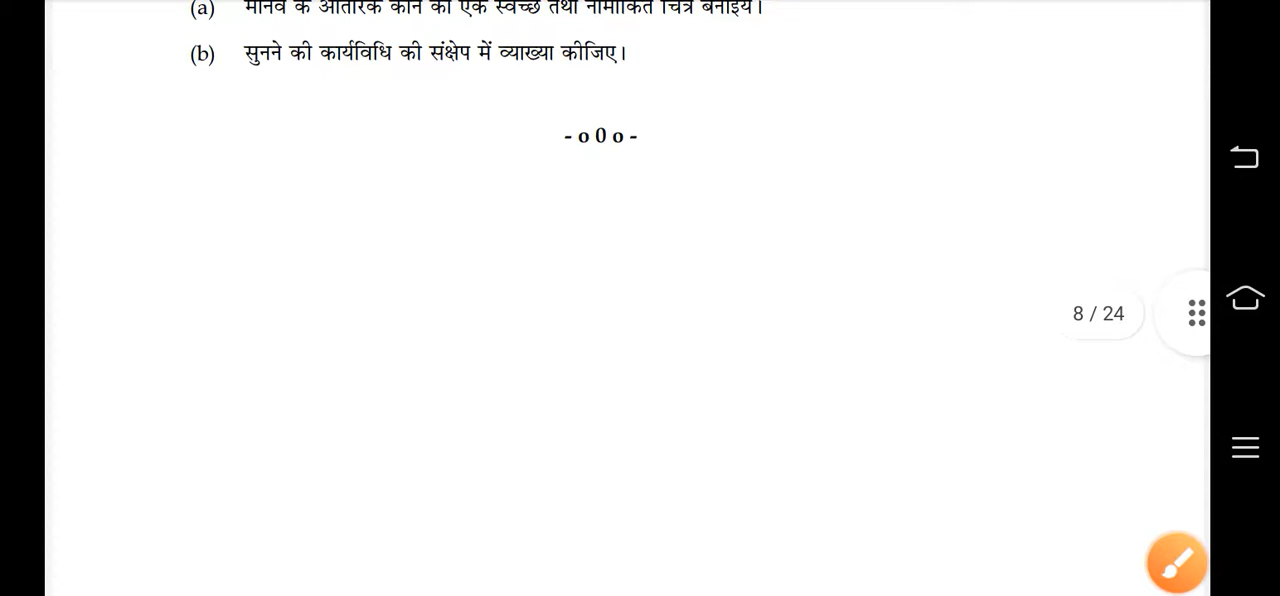 (a) मानव के आंतरिक कान का एक स्वच्छ तथा नामांकित चित्र बनाइये।
(b) सुनने की कार्यविधि की संक्षेप में व्याख्या कीजिए।
- o 0 o -
8 / 24